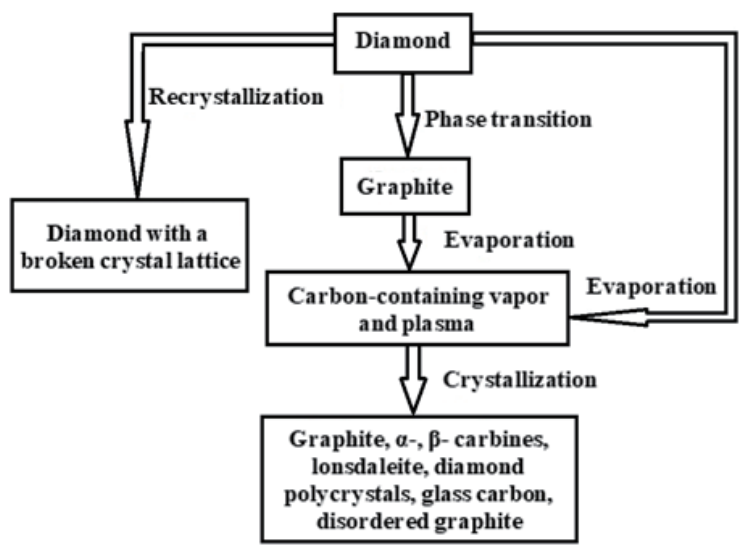 Diamond
Recrystallization
Phase transition
Graphite
Diamond with a
broken crystal lattice
Evaporation
Carbon-containing vapor
and plasma
Evaporation
Crystallization
Graphite, α-, β- carbines,
lonsdaleite, diamond
polycrystals, glass carbon,
disordered graphite